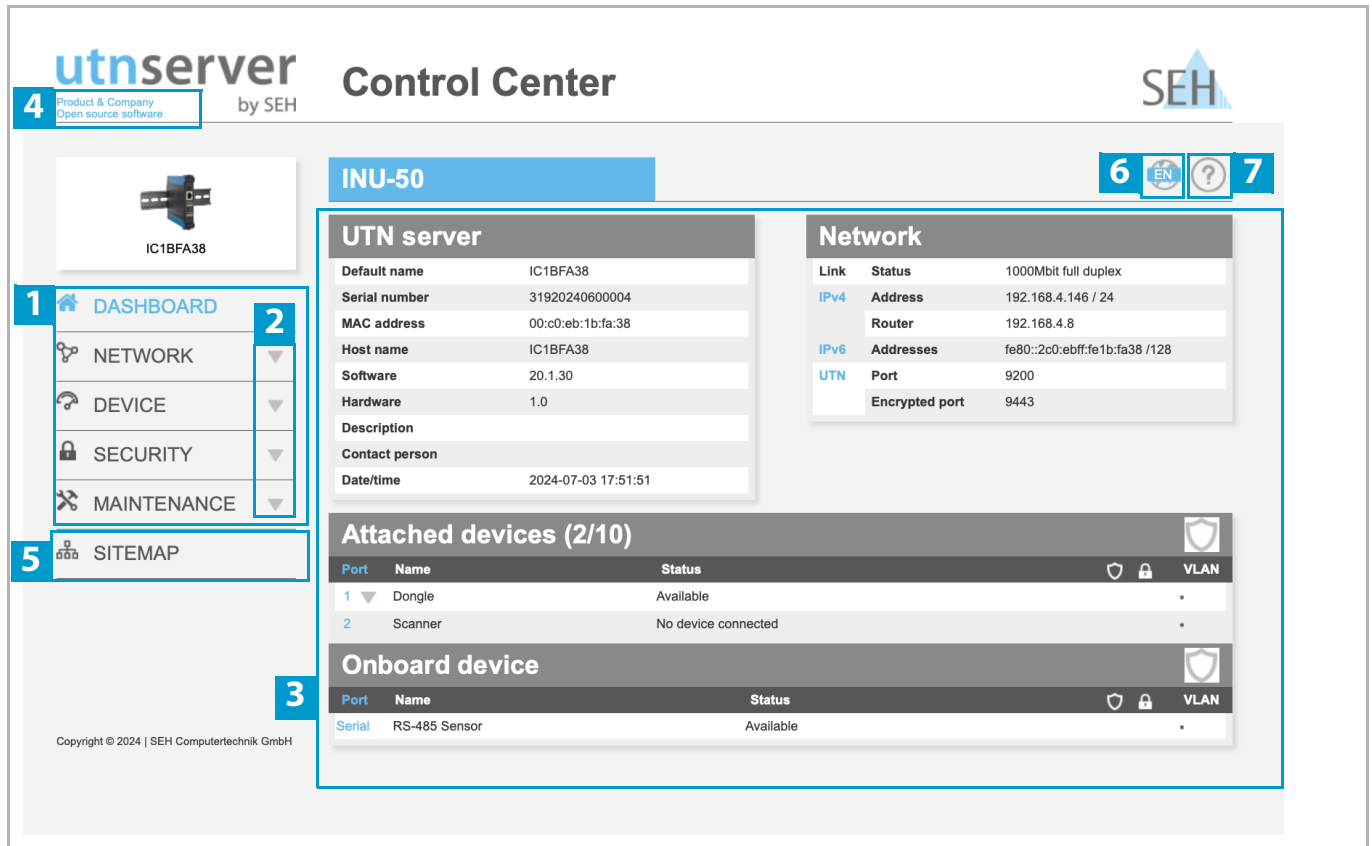 utnserver
by SEH
Control Center
SEH
4
Product & Company
Open source software
IC1BFA38
INU-50
6
EN
?
7
1
DASHBOARD
2
NETWORK
DEVICE
SECURITY
MAINTENANCE
5
SITEMAP
Copyright © 2024 | SEH Computertechnik GmbH
3
UTN server
Default name IC1BFA38
Serial number 31920240600004
MAC address 00:c0:eb:1b:fa:38
Host name IC1BFA38
Software 20.1.30
Hardware 1.0
Description
Contact person
Date/time 2024-07-03 17:51:51
Network
Link Status 1000Mbit full duplex
IPv4 Address 192.168.4.146 / 24
Router 192.168.4.8
IPv6 Addresses fe80::2c0:ebff:fe1b:fa38 /128
UTN Port 9200
Encrypted port 9443
Attached devices (2/10)
Port Name Status VLAN
1 Dongle Available *
2 Scanner No device connected *
Onboard device
Port Name Status VLAN
Serial RS-485 Sensor Available *